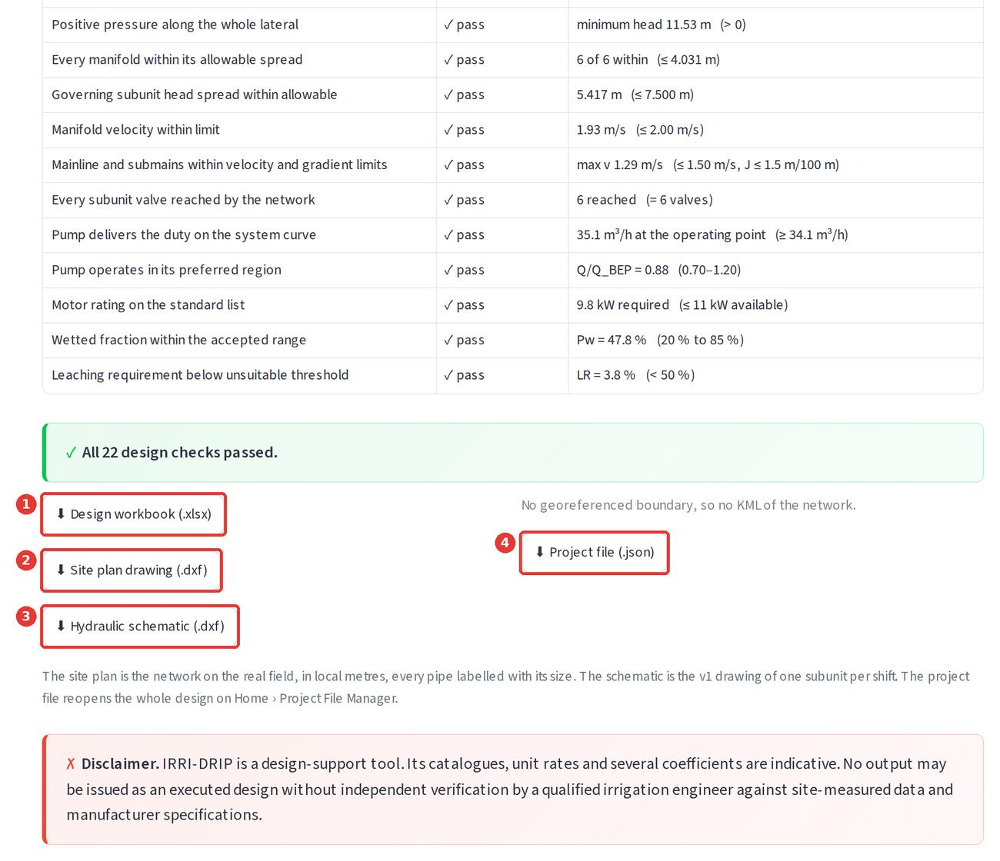 Positive pressure along the whole lateral ✓ pass minimum head 11.53 m (> 0)
Every manifold within its allowable spread ✓ pass 6 of 6 within (≤ 4.031 m)
Governing subunit head spread within allowable ✓ pass 5.417 m (≤ 7.500 m)
Manifold velocity within limit ✓ pass 1.93 m/s (≤ 2.00 m/s)
Mainline and submains within velocity and gradient limits ✓ pass max v 1.29 m/s (≤ 1.50 m/s, J ≤ 1.5 m/100 m)
Every subunit valve reached by the network ✓ pass 6 reached (= 6 valves)
Pump delivers the duty on the system curve ✓ pass 35.1 m³/h at the operating point (≥ 34.1 m³/h)
Pump operates in its preferred region ✓ pass Q/Q_BEP = 0.88 (0.70–1.20)
Motor rating on the standard list ✓ pass 9.8 kW required (≤ 11 kW available)
Wetted fraction within the accepted range ✓ pass Pw = 47.8 % (20 % to 85 %)
Leaching requirement below unsuitable threshold ✓ pass LR = 3.8 % (< 50 %)
✓ All 22 design checks passed.
1 ⬇ Design workbook (.xlsx)
2 ⬇ Site plan drawing (.dxf)
3 ⬇ Hydraulic schematic (.dxf)
No georeferenced boundary, so no KML of the network.
4 ⬇ Project file (.json)
The site plan is the network on the real field, in local metres, every pipe labelled with its size. The schematic is the v1 drawing of one subunit per shift. The project
file reopens the whole design on Home › Project File Manager.
✗ Disclaimer. IRRI-DRIP is a design-support tool. Its catalogues, unit rates and several coefficients are indicative. No output may
be issued as an executed design without independent verification by a qualified irrigation engineer against site-measured data and
manufacturer specifications.